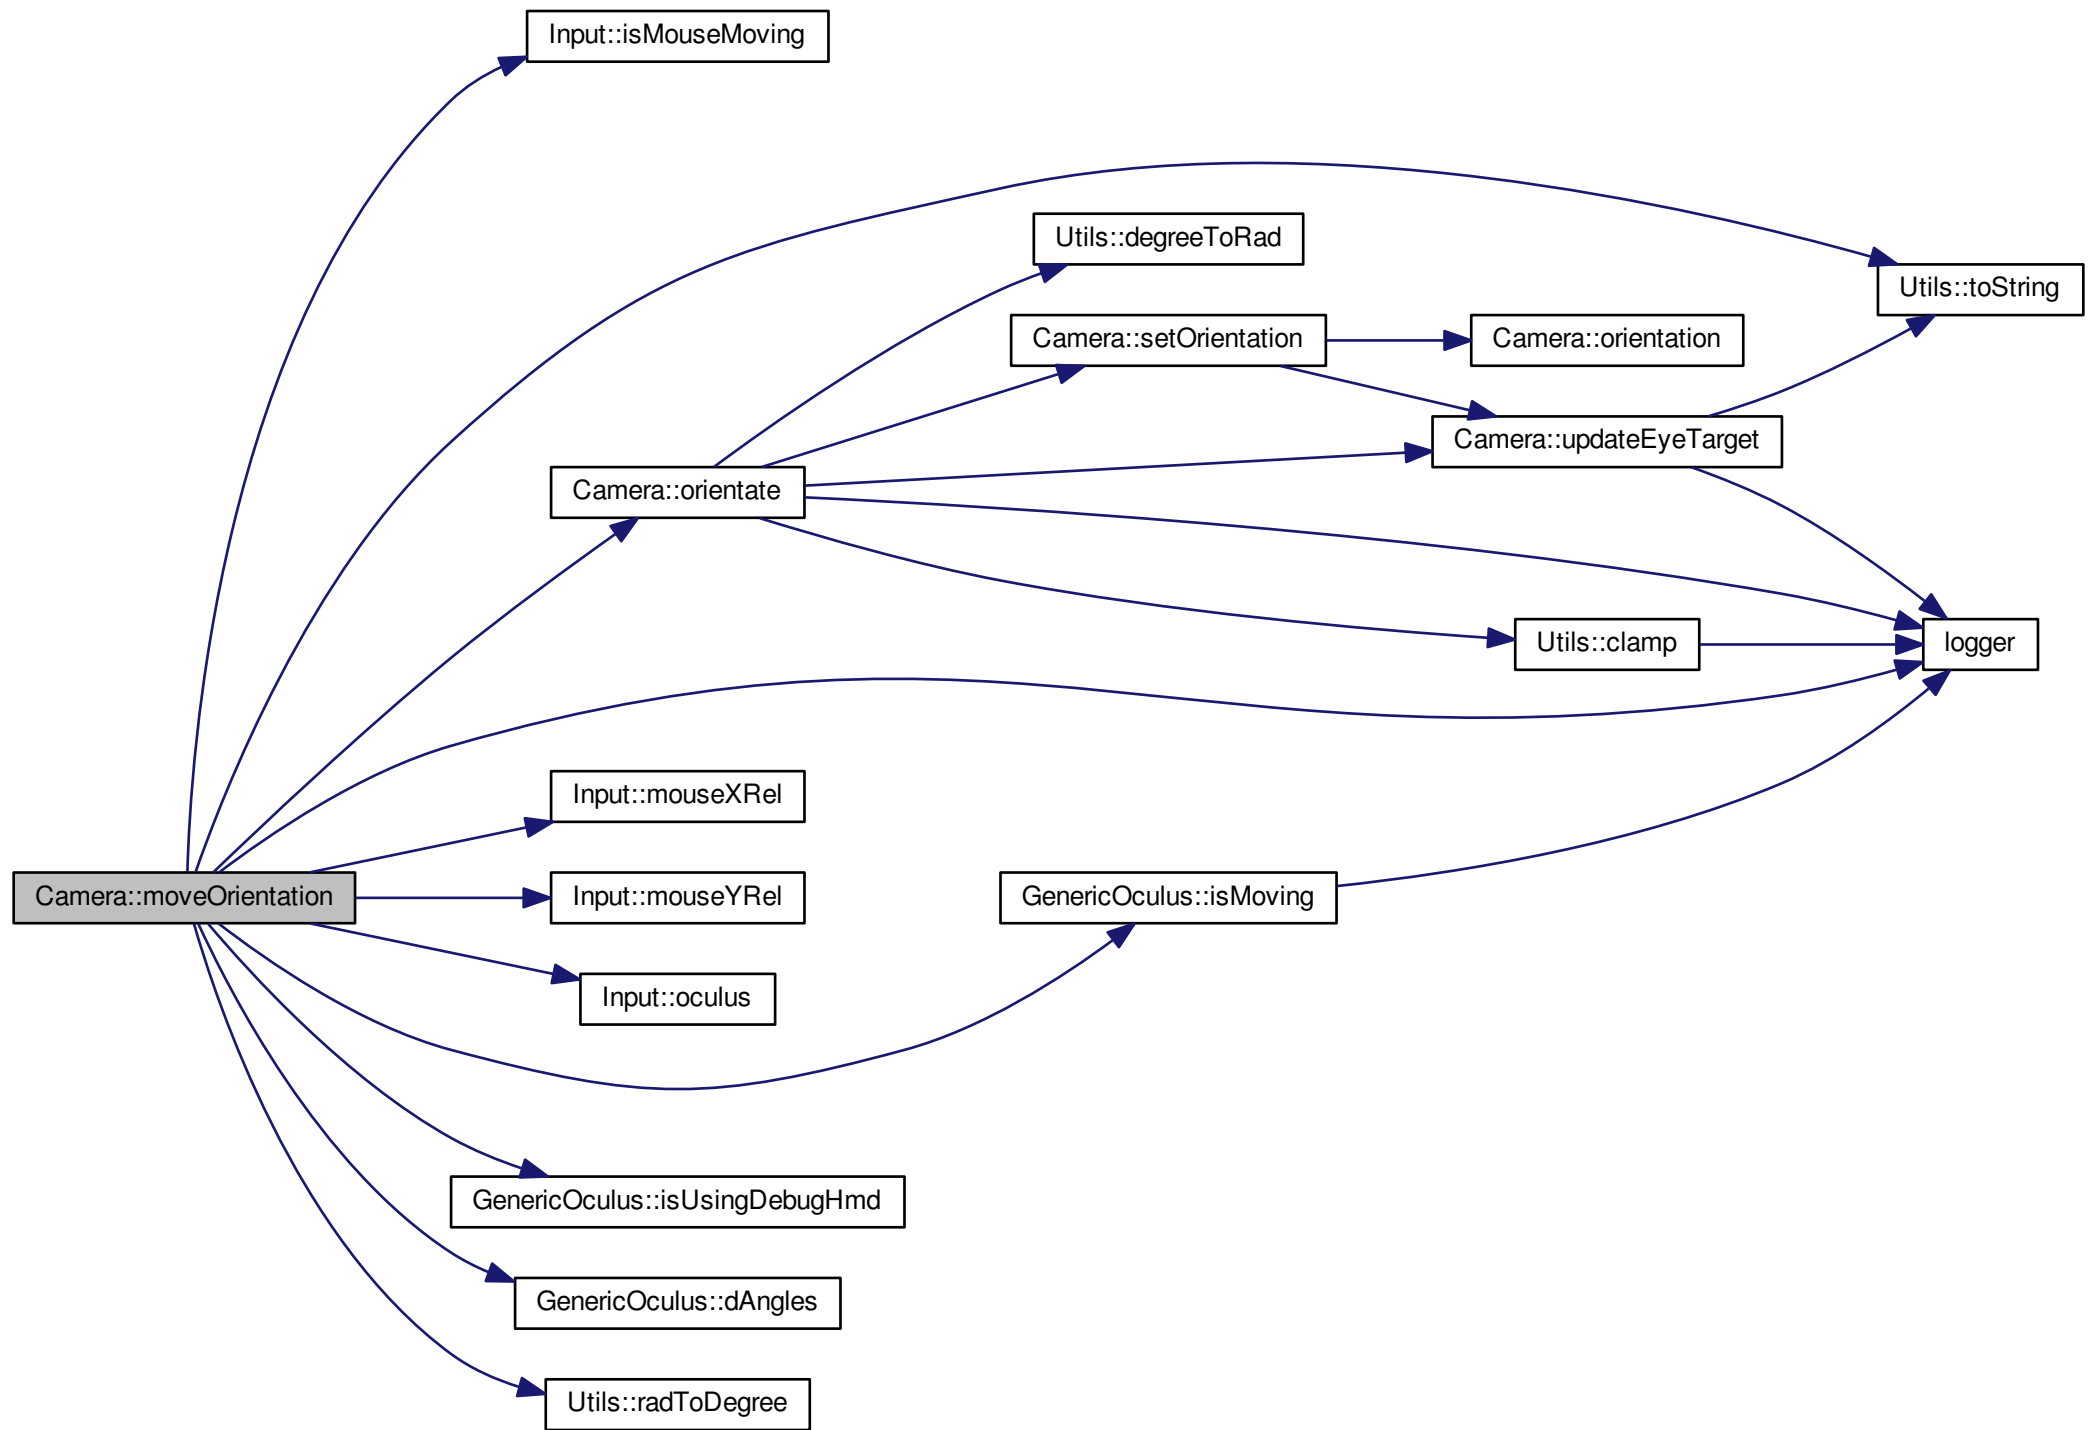 Input::isMouseMoving
Utils::degreeToRad
Utils::toString
Camera::setOrientation
Camera::orientation
Camera::updateEyeTarget
Camera::orientate
Utils::clamp
logger
Input::mouseXRel
Camera::moveOrientation
Input::mouseYRel
GenericOculus::isMoving
Input::oculus
GenericOculus::isUsingDebugHmd
GenericOculus::dAngles
Utils::radToDegree